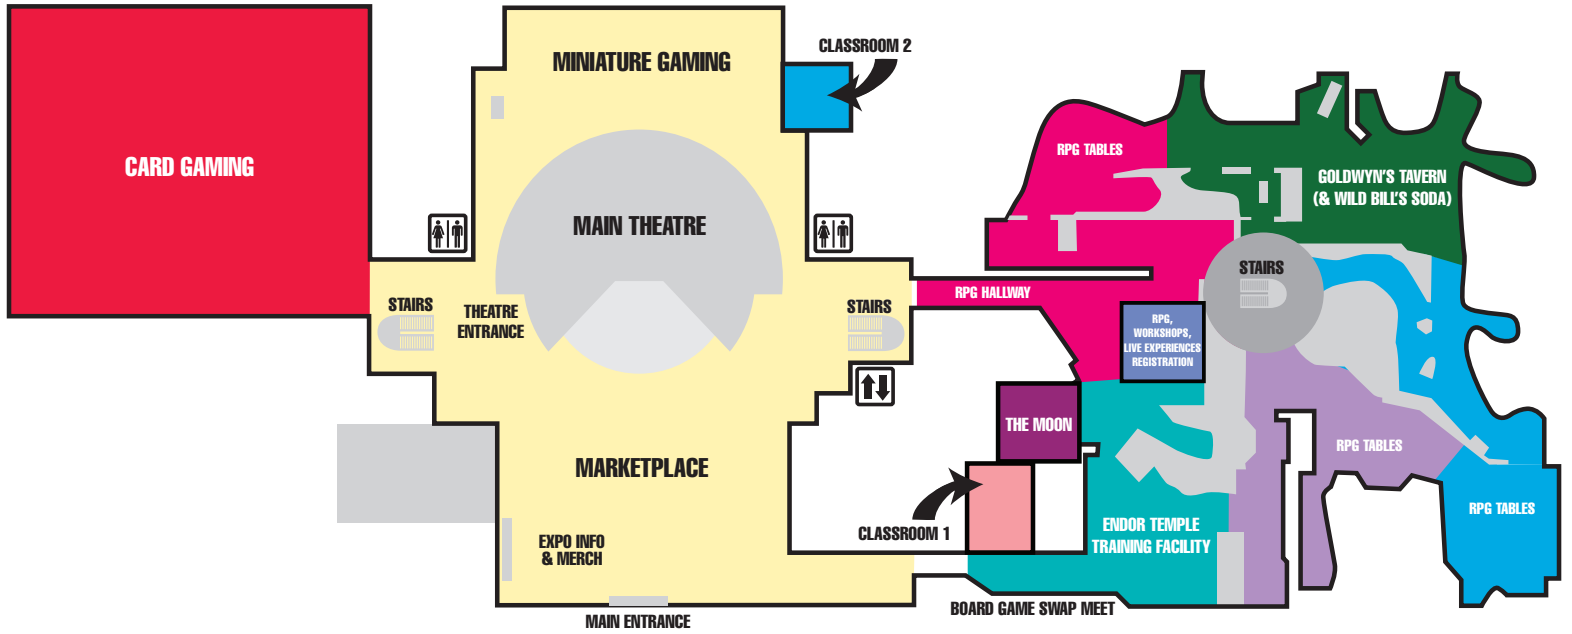 CLASSROOM 2
MINIATURE GAMING
CARD GAMING
RPG TABLES
GOLDWYN'S TAVERN
(& WILD BILL'S SODA)
MAIN THEATRE
STAIRS
RPG HALLWAY
STAIRS
THEATRE
ENTRANCE
STAIRS
RPG,
WORKSHOPS,
LIVE EXPERIENCES
REGISTRATION
THE MOON
RPG TABLES
MARKETPLACE
RPG TABLES
CLASSROOM 1
ENDOR TEMPLE
TRAINING FACILITY
EXPO INFO
& MERCH
BOARD GAME SWAP MEET
MAIN ENTRANCE